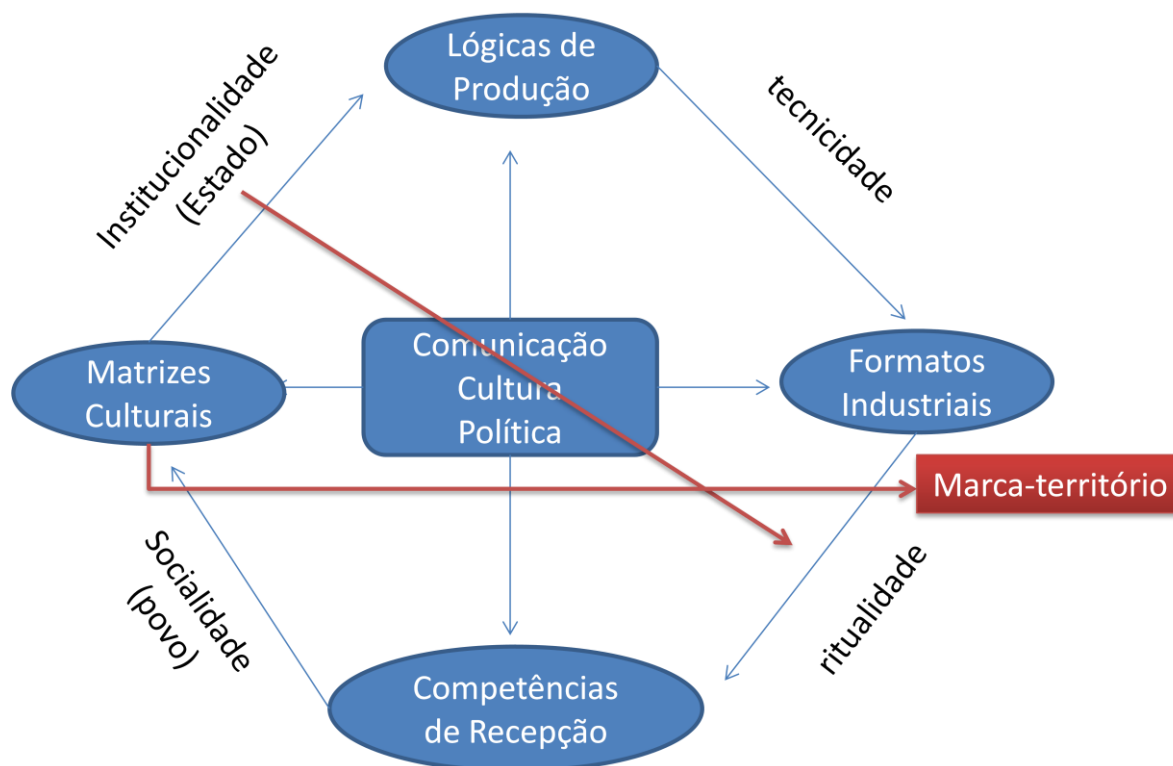 Lógicas de
Produção
Institucionalidade
(Estado)
tecnicidade
Matrizes
Culturais
Comunicação
Cultura
Política
Formatos
Industriais
Marca-território
Socialidade
(povo)
ritualidade
Competências
de Recepção